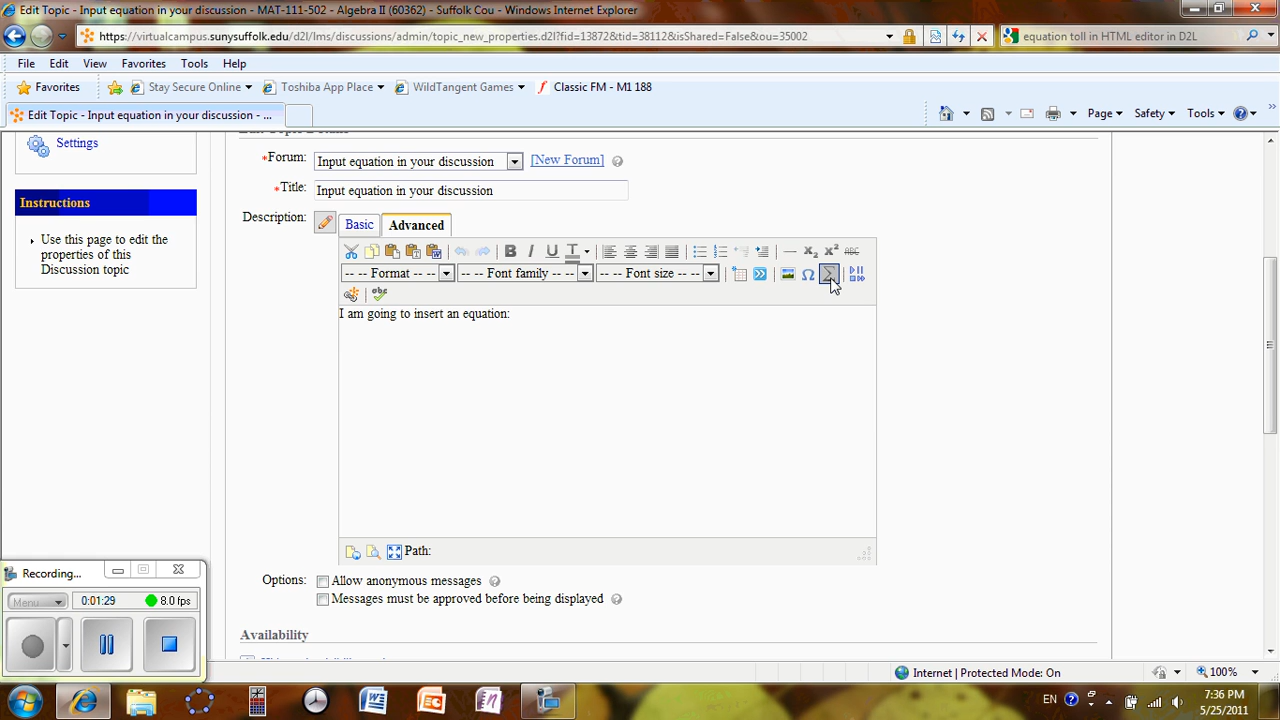 Edit Topic - Input equation in your discussion - MAT-111-502 - Algebra II (60362) - Suffolk Cou - Windows Internet Explorer
https://virtualcampus.sunysuffolk.edu/d2l/lms/discussions/admin/topic_new_properties.d2l?fid=13872&tid=38112&isShared=False&ou=35002
equation toll in HTML editor in D2L
File Edit View Favorites Tools Help
Favorites Stay Secure Online Toshiba App Place WildTangent Games Classic FM - M1 188
Edit Topic - Input equation in your discussion - ...
Page Safety Tools
Settings
Instructions
Use this page to edit the
properties of this
Discussion topic
*Forum: Input equation in your discussion [New Forum]
*Title: Input equation in your discussion
Description: Basic Advanced
B I U T X₂ X² ABC
-- -- Format -- -- -- -- Font family -- -- -- -- Font size -- -- Ω Σ
abc
I am going to insert an equation:
Path:
Options: Allow anonymous messages
Messages must be approved before being displayed
Availability
Recording...
Menu 0:01:29 8.0 fps
Internet | Protected Mode: On 100%
EN 7:36 PM
5/25/2011